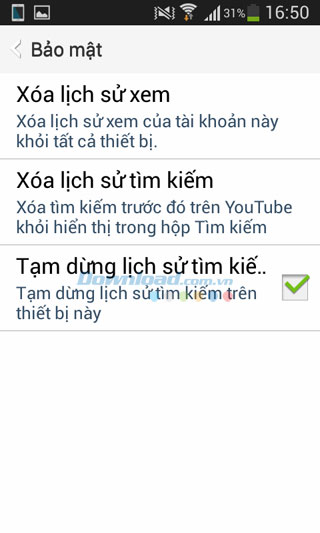 31% 16:50
Bảo mật
Xóa lịch sử xem
Xóa lịch sử xem của tài khoản này
khỏi tất cả thiết bị.
Xóa lịch sử tìm kiếm
Xóa tìm kiếm trước đó trên YouTube
khỏi hiển thị trong hộp Tìm kiếm
Tạm dừng lịch sử tìm kiế..
Download.com.vn
Tạm dừng lịch sử tìm kiếm trên
thiết bị này